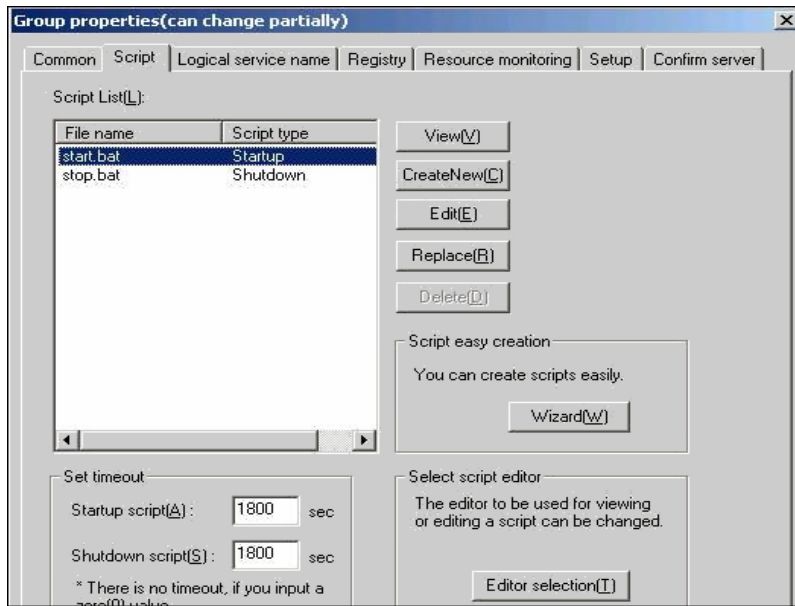 Group properties(can change partially)
Common Script Logical service name Registry Resource monitoring Setup Confirm server
Script List(L):
File name Script type
start.bat Startup
stop.bat Shutdown
View(V)
CreateNew(C)
Edit(E)
Replace(R)
Delete(D)
Script easy creation
You can create scripts easily.
Wizard(W)
Set timeout
Startup script(A) : 1800 sec
Shutdown script(S) : 1800 sec
* There is no timeout, if you input a
zero(0) value
Select script editor
The editor to be used for viewing
or editing a script can be changed.
Editor selection(T)